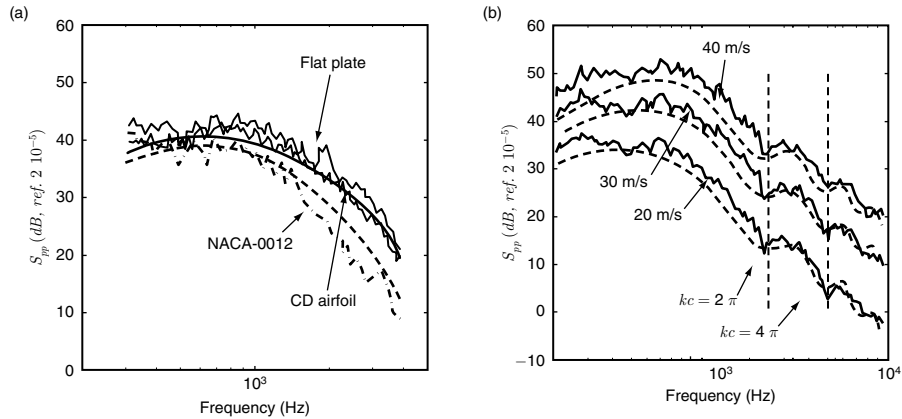 (a)
60
50
40
30
20
10
0
S_pp (dB, ref. 2 10^-5)
Flat plate
NACA-0012
CD airfoil
10^3
Frequency (Hz)
(b)
60
50
40
30
20
10
0
−10
S_pp (dB, ref. 2 10^-5)
40 m/s
30 m/s
20 m/s
kc = 2 π
kc = 4 π
10^3
10^4
Frequency (Hz)